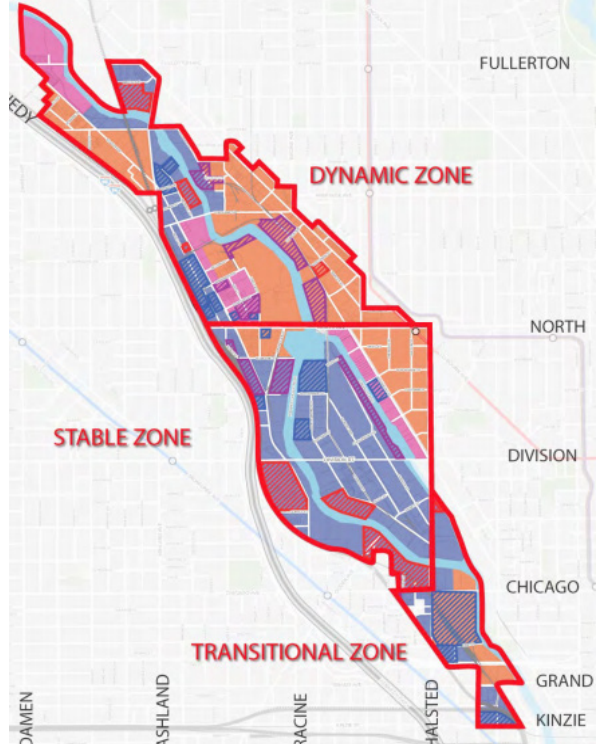 FULLERTON
DYNAMIC ZONE
NORTH
STABLE ZONE
DIVISION
CHICAGO
TRANSITIONAL ZONE
GRAND
KINZIE
DAMEN
ASHLAND
RACINE
HALSTED